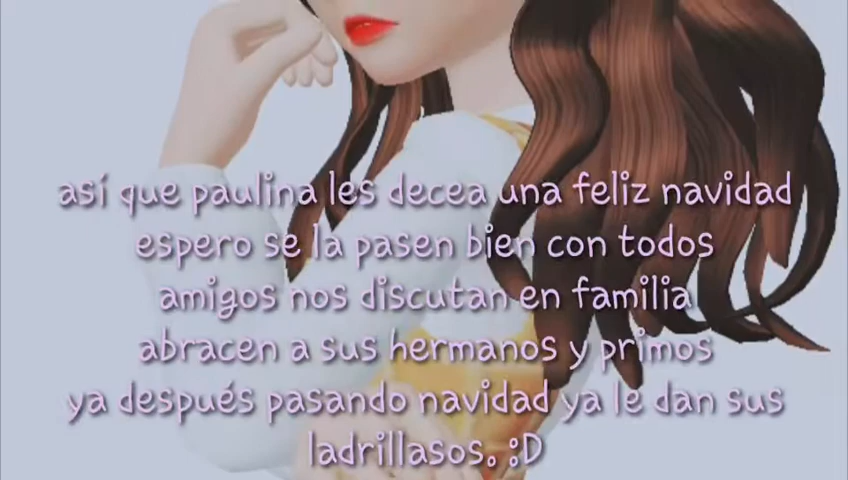 así que paulina les decea una feliz navidad
espero se la pasen bien con todos
amigos nos discutan en familia
abracen a sus hermanos y primos
ya después pasando navidad ya le dan sus
ladrillasos. :D